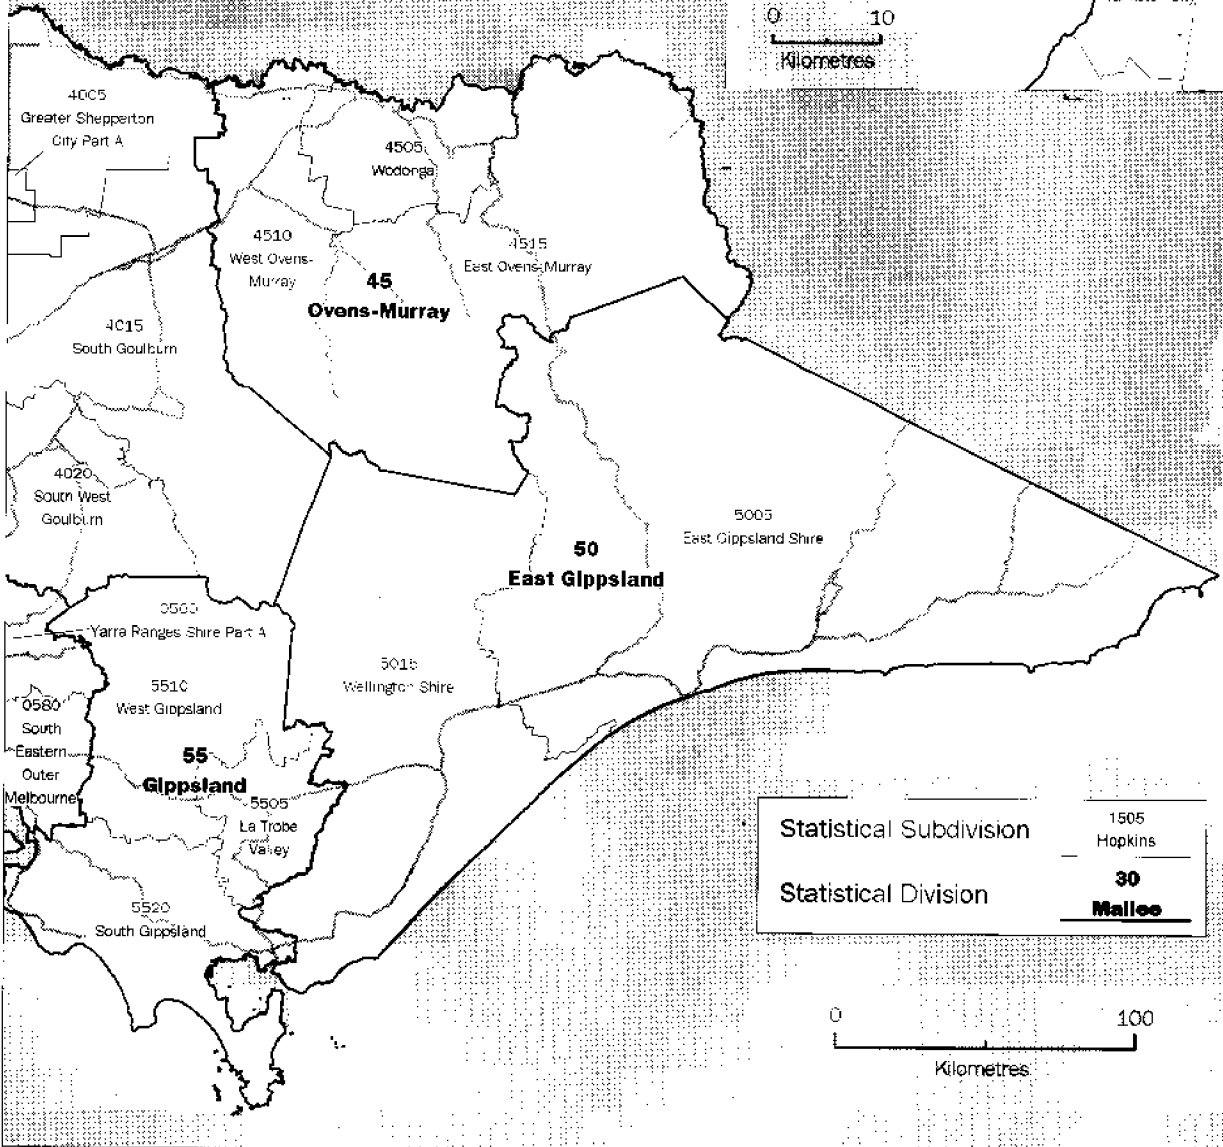 0 10
Kilometres
4005
Greater Shepperton
City Part A
4505
Wodonga
4510
West Ovens-
Murray
4515
East Ovens-Murray
45
Ovens-Murray
4015
South Goulburn
4020
South West
Goulburn
5005
East Gippsland Shire
50
East Gippsland
Yarra Ranges Shire Part A
5015
Wellington Shire
5510
West Gippsland
0580
South
Eastern
Outer
Melbourne
55
Gippsland
5505
La Trobe
Valley
5520
South Gippsland
Statistical Subdivision
1505
Hopkins
Statistical Division
30
Mallee
0 100
Kilometres